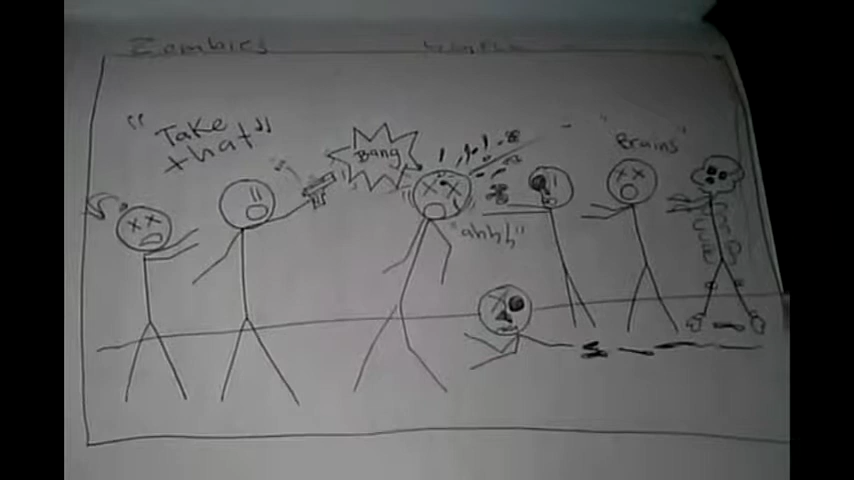 Zombies
"Take
that"
Bang
"Brains"
"ahhh"